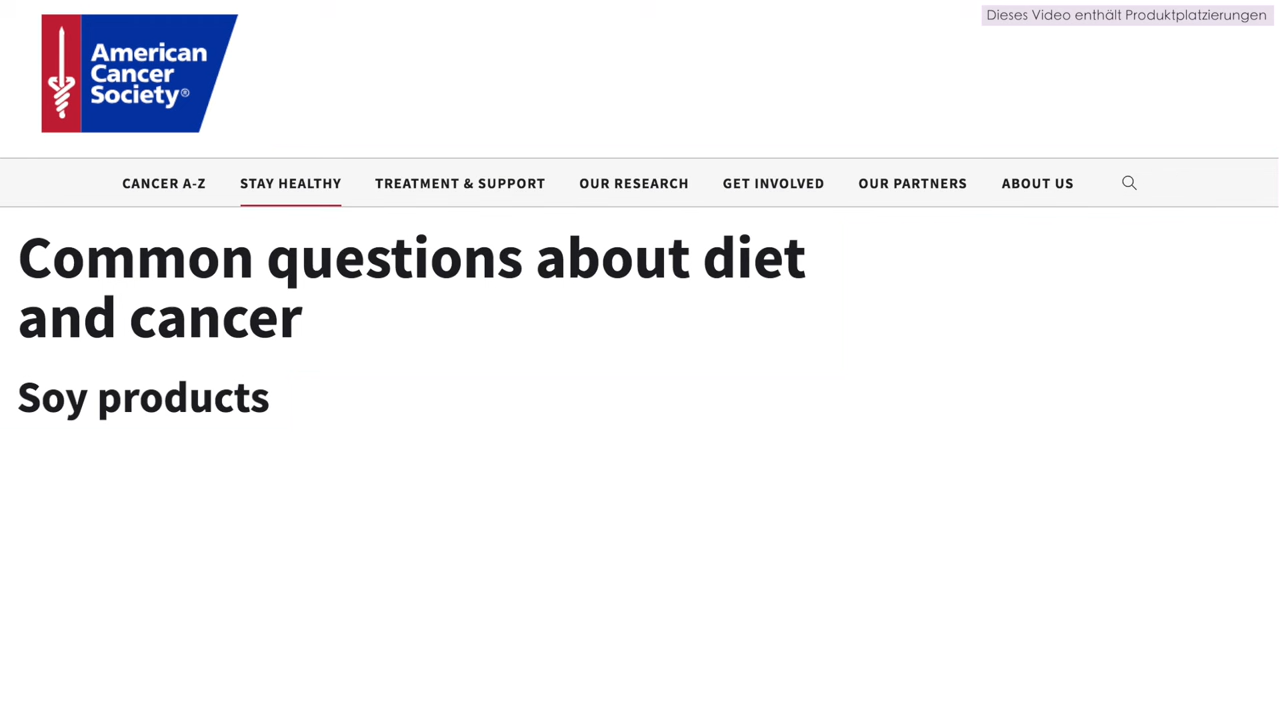 Dieses Video enthält Produktplatzierungen
American
Cancer
Society®
CANCER A-Z STAY HEALTHY TREATMENT & SUPPORT OUR RESEARCH GET INVOLVED OUR PARTNERS ABOUT US
Common questions about diet
and cancer
Soy products